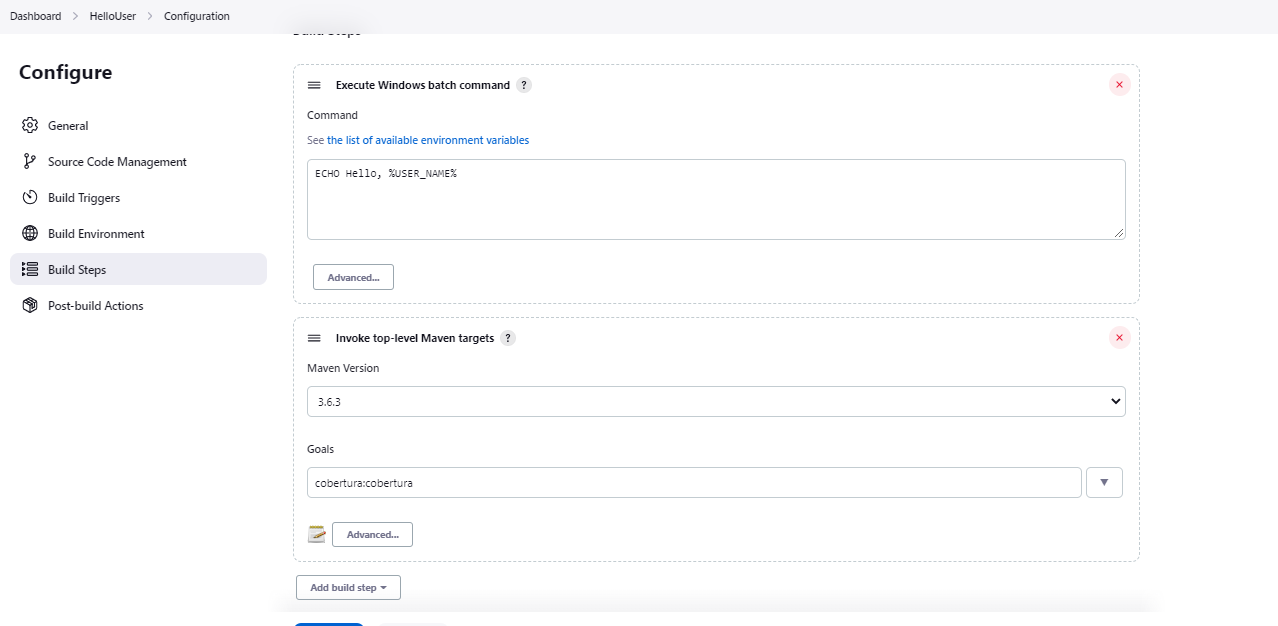 Dashboard > HelloUser > Configuration
Build Steps
Configure
General
Source Code Management
Build Triggers
Build Environment
Build Steps
Post-build Actions
Execute Windows batch command ?
Command
See the list of available environment variables
ECHO Hello, %USER_NAME%
Advanced...
Invoke top-level Maven targets ?
Maven Version
3.6.3
Goals
cobertura:cobertura
Advanced...
Add build step